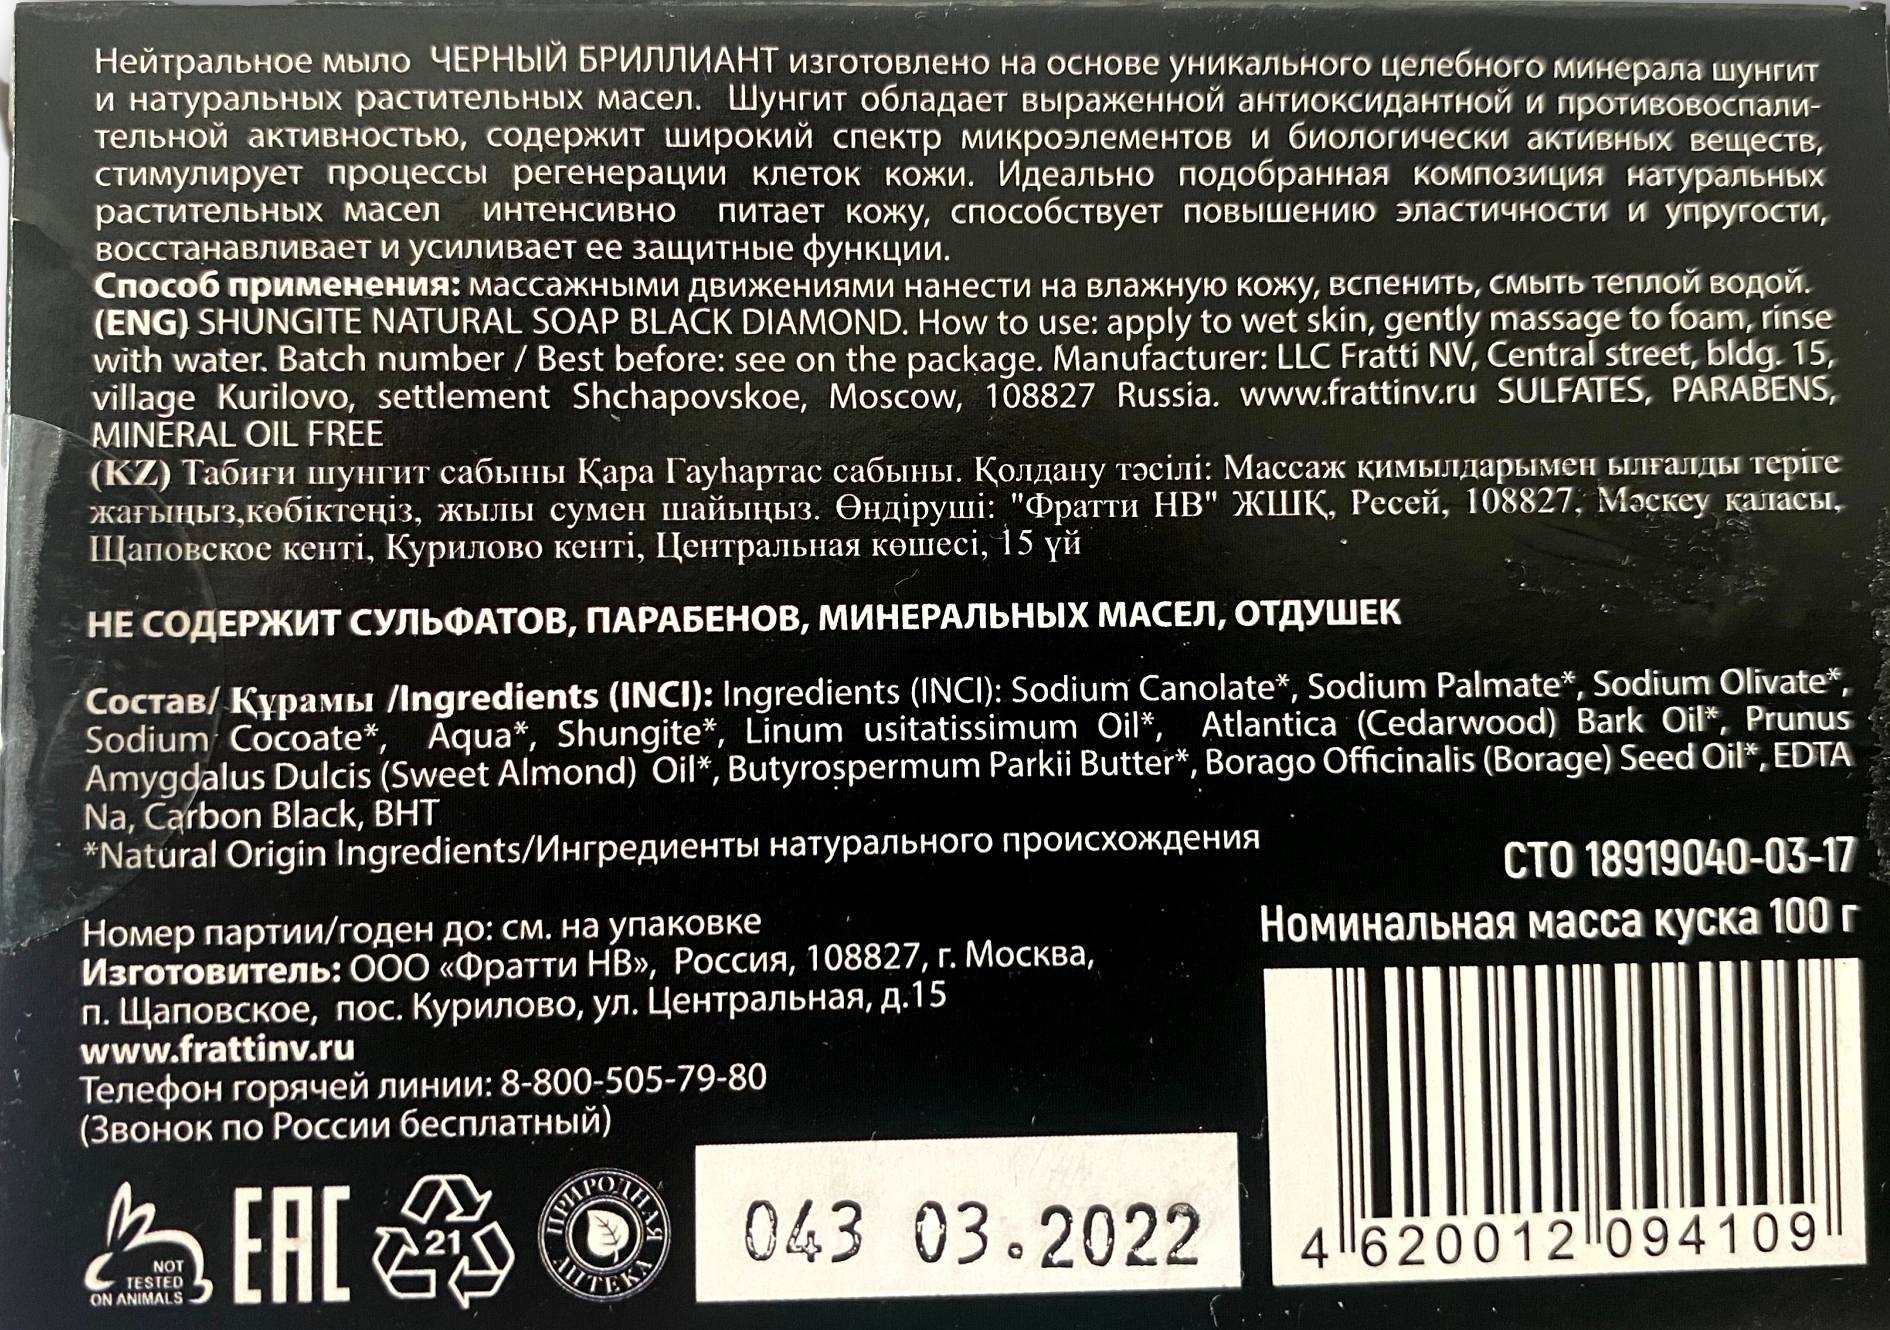 Нейтральное мыло ЧЕРНЫЙ БРИЛЛИАНТ изготовлено на основе уникального целебного минерала шунгит
и натуральных растительных масел. Шунгит обладает выраженной антиоксидантной и противовоспали-
тельной активностью, содержит широкий спектр микроэлементов и биологически активных веществ,
стимулирует процессы регенерации клеток кожи. Идеально подобранная композиция натуральных
растительных масел интенсивно питает кожу, способствует повышению эластичности и упругости,
восстанавливает и усиливает ее защитные функции.
Способ применения: массажными движениями нанести на влажную кожу, вспенить, смыть теплой водой.
(ENG) SHUNGITE NATURAL SOAP BLACK DIAMOND. How to use: apply to wet skin, gently massage to foam, rinse
with water. Batch number / Best before: see on the package. Manufacturer: LLC Fratti NV, Central street, bldg. 15,
village Kurilovo, settlement Shchapovskoe, Moscow, 108827 Russia. www.frattinv.ru SULFATES, PARABENS,
MINERAL OIL FREE
(KZ) Табиғи шунгит сабыны Қара Гауһартас сабыны. Қолдану тәсілі: Массаж қимылдарымен ылғалды теріге
жағыңыз,көбіктеңіз, жылы сумен шайыңыз. Өндіруші: "Фратти НВ" ЖШҚ, Ресей, 108827, Мәскеу қаласы,
Щаповское кенті, Курилово кенті, Центральная көшесі, 15 үй
НЕ СОДЕРЖИТ СУЛЬФАТОВ, ПАРАБЕНОВ, МИНЕРАЛЬНЫХ МАСЕЛ, ОТДУШЕК
Состав/ Құрамы /Ingredients (INCI): Ingredients (INCI): Sodium Canolate*, Sodium Palmate*, Sodium Olivate*,
Sodium Cocoate*, Aqua*, Shungite*, Linum usitatissimum Oil*, Atlantica (Cedarwood) Bark Oil*, Prunus
Amygdalus Dulcis (Sweet Almond) Oil*, Butyrospermum Parkii Butter*, Borago Officinalis (Borage) Seed Oil*, EDTA
Na, Carbon Black, BHT
*Natural Origin Ingredients/Ингредиенты натурального происхождения
СТО 18919040-03-17
Номинальная масса куска 100 г
Номер партии/годен до: см. на упаковке
Изготовитель: ООО «Фратти НВ», Россия, 108827, г. Москва,
п. Щаповское, пос. Курилово, ул. Центральная, д.15
www.frattinv.ru
Телефон горячей линии: 8-800-505-79-80
(Звонок по России бесплатный)
NOT
TESTED
ON ANIMALS
EAC
21
ПРИРОДНАЯ
АПТЕКА
043 03.2022
4 620012 094109